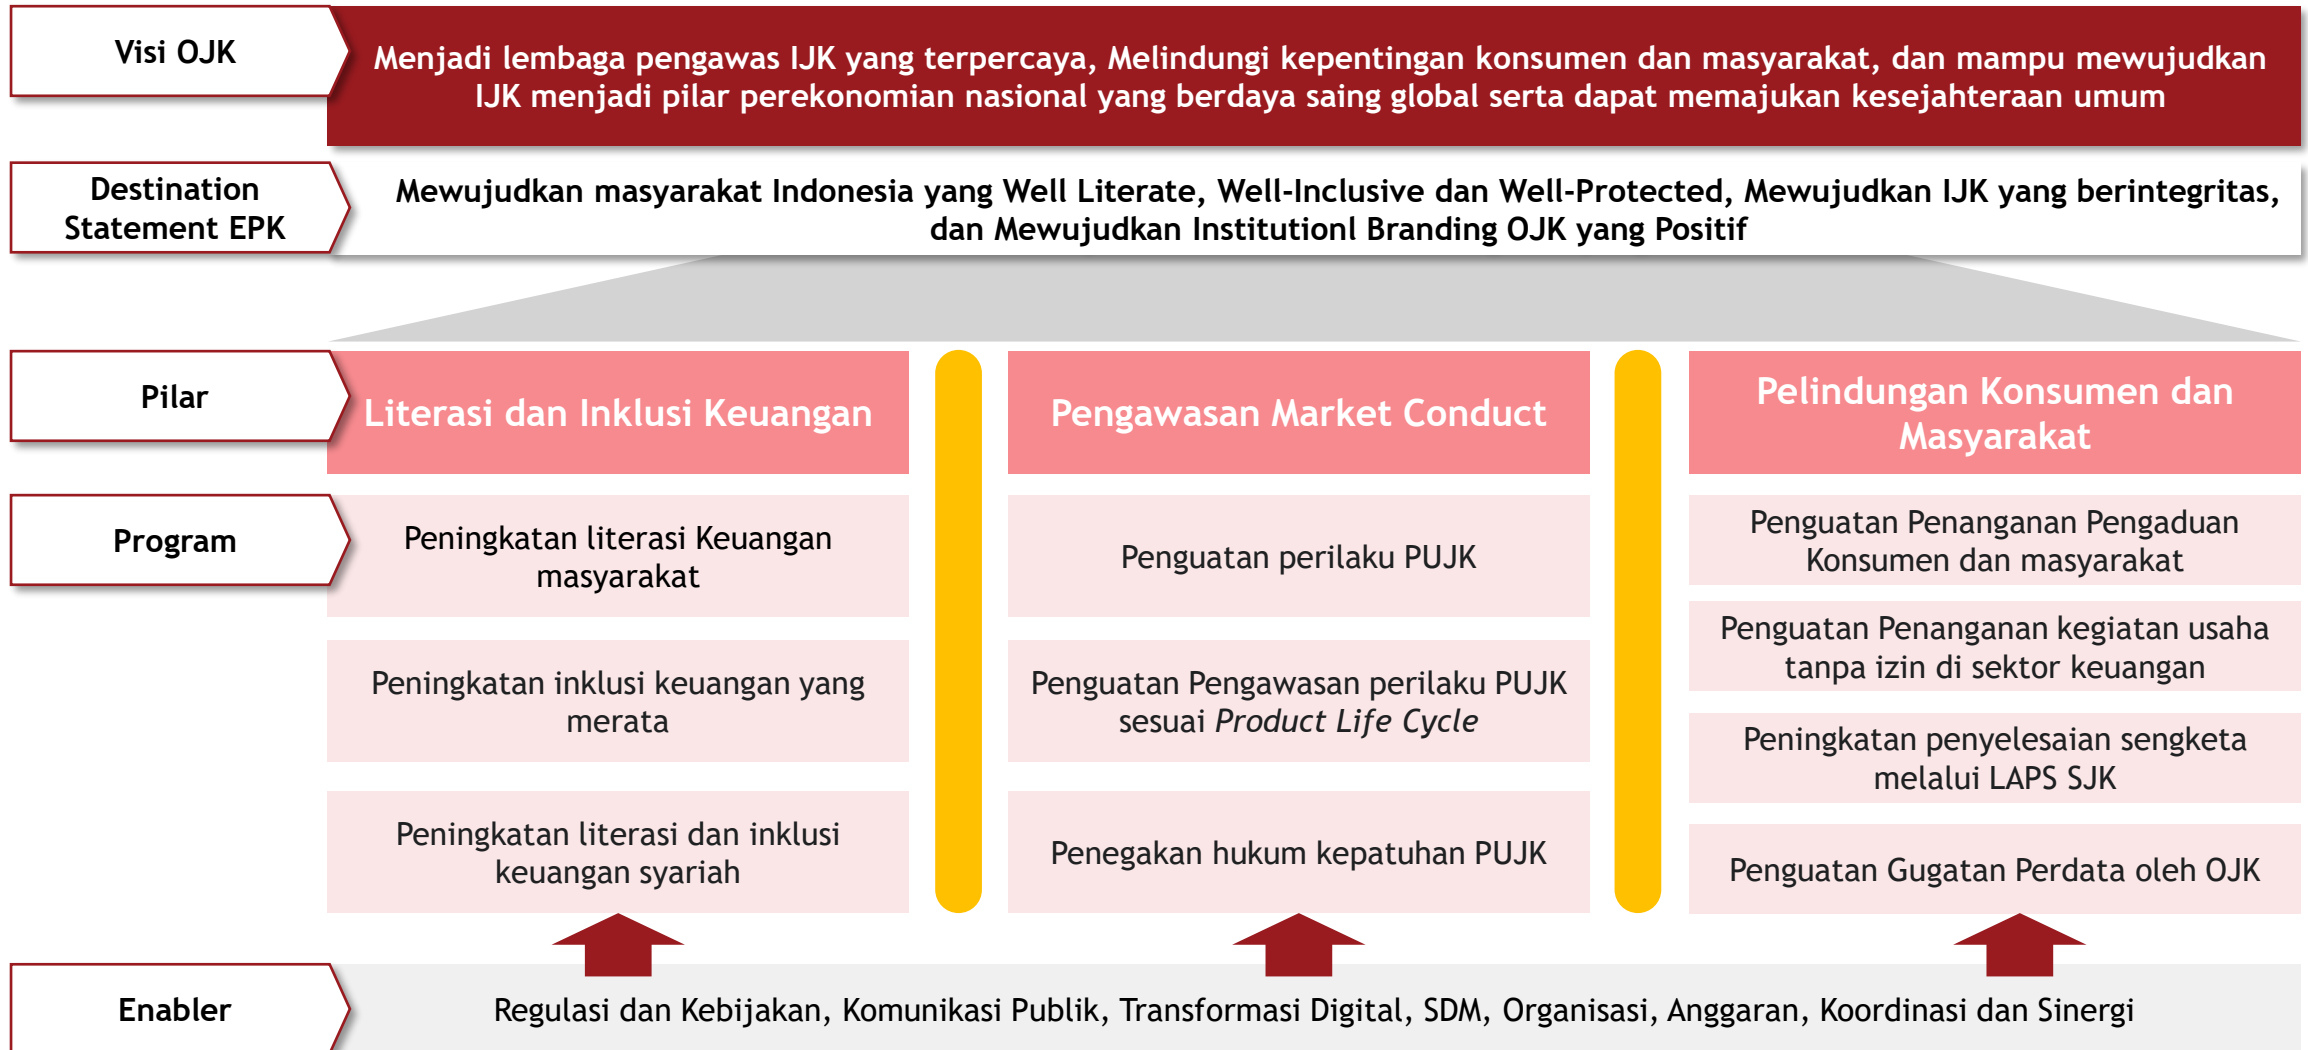 Visi OJK
Menjadi lembaga pengawas IJK yang terpercaya, Melindungi kepentingan konsumen dan masyarakat, dan mampu mewujudkan
IJK menjadi pilar perekonomian nasional yang berdaya saing global serta dapat memajukan kesejahteraan umum
Destination
Statement EPK
Mewujudkan masyarakat Indonesia yang Well Literate, Well-Inclusive dan Well-Protected, Mewujudkan IJK yang berintegritas,
dan Mewujudkan Institutionl Branding OJK yang Positif
Pilar
Literasi dan Inklusi Keuangan
Pengawasan Market Conduct
Pelindungan Konsumen dan
Masyarakat
Program
Peningkatan literasi Keuangan
masyarakat
Peningkatan inklusi keuangan yang
merata
Peningkatan literasi dan inklusi
keuangan syariah
Penguatan perilaku PUJK
Penguatan Pengawasan perilaku PUJK
sesuai Product Life Cycle
Penegakan hukum kepatuhan PUJK
Penguatan Penanganan Pengaduan
Konsumen dan masyarakat
Penguatan Penanganan kegiatan usaha
tanpa izin di sektor keuangan
Peningkatan penyelesaian sengketa
melalui LAPS SJK
Penguatan Gugatan Perdata oleh OJK
Enabler
Regulasi dan Kebijakan, Komunikasi Publik, Transformasi Digital, SDM, Organisasi, Anggaran, Koordinasi dan Sinergi